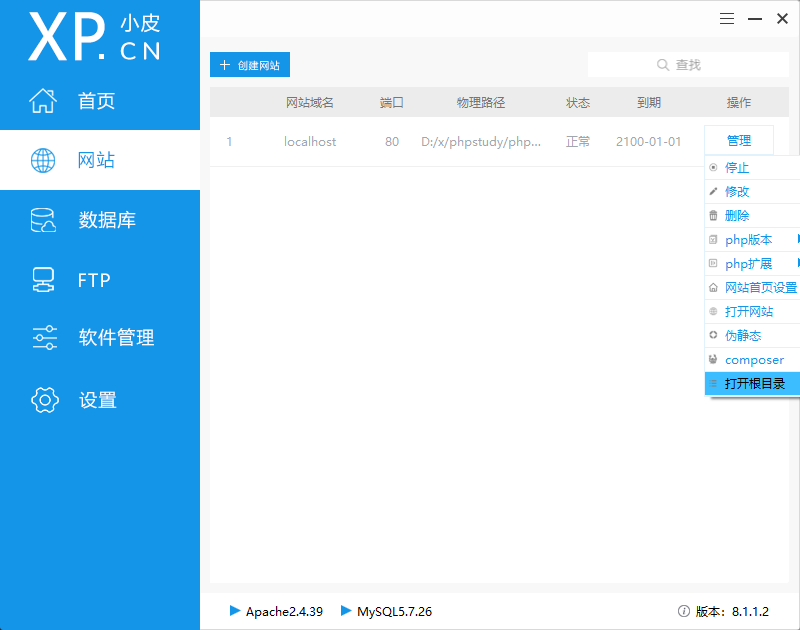 XP.小皮CN
首页
网站
数据库
FTP
软件管理
设置
创建网站
查找
网站域名 端口 物理路径 状态 到期 操作
1 localhost 80 D:/x/phpstudy/php... 正常 2100-01-01 管理
停止
修改
删除
php版本
php扩展
网站首页设置
打开网站
伪静态
composer
打开根目录
Apache2.4.39 MySQL5.7.26 版本：8.1.1.2